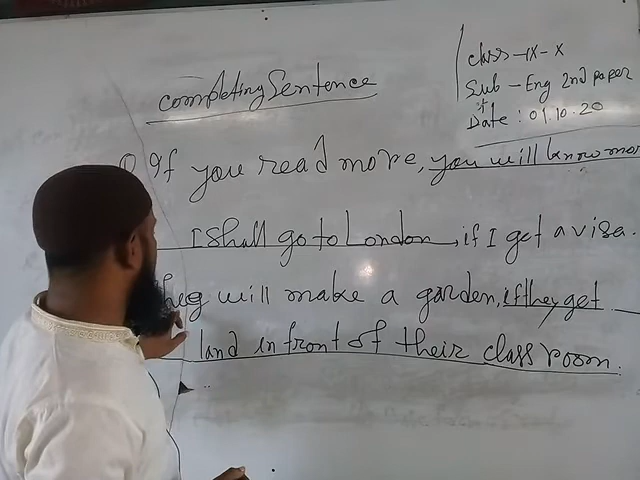 Class - IX - X
Sub - Eng 2nd paper
Date : 01.10.20
Completing Sentence
If you read more, you will know mor
I shall go to London, if I get a visa.
hey will make a garden, if they get
land in front of their class room.